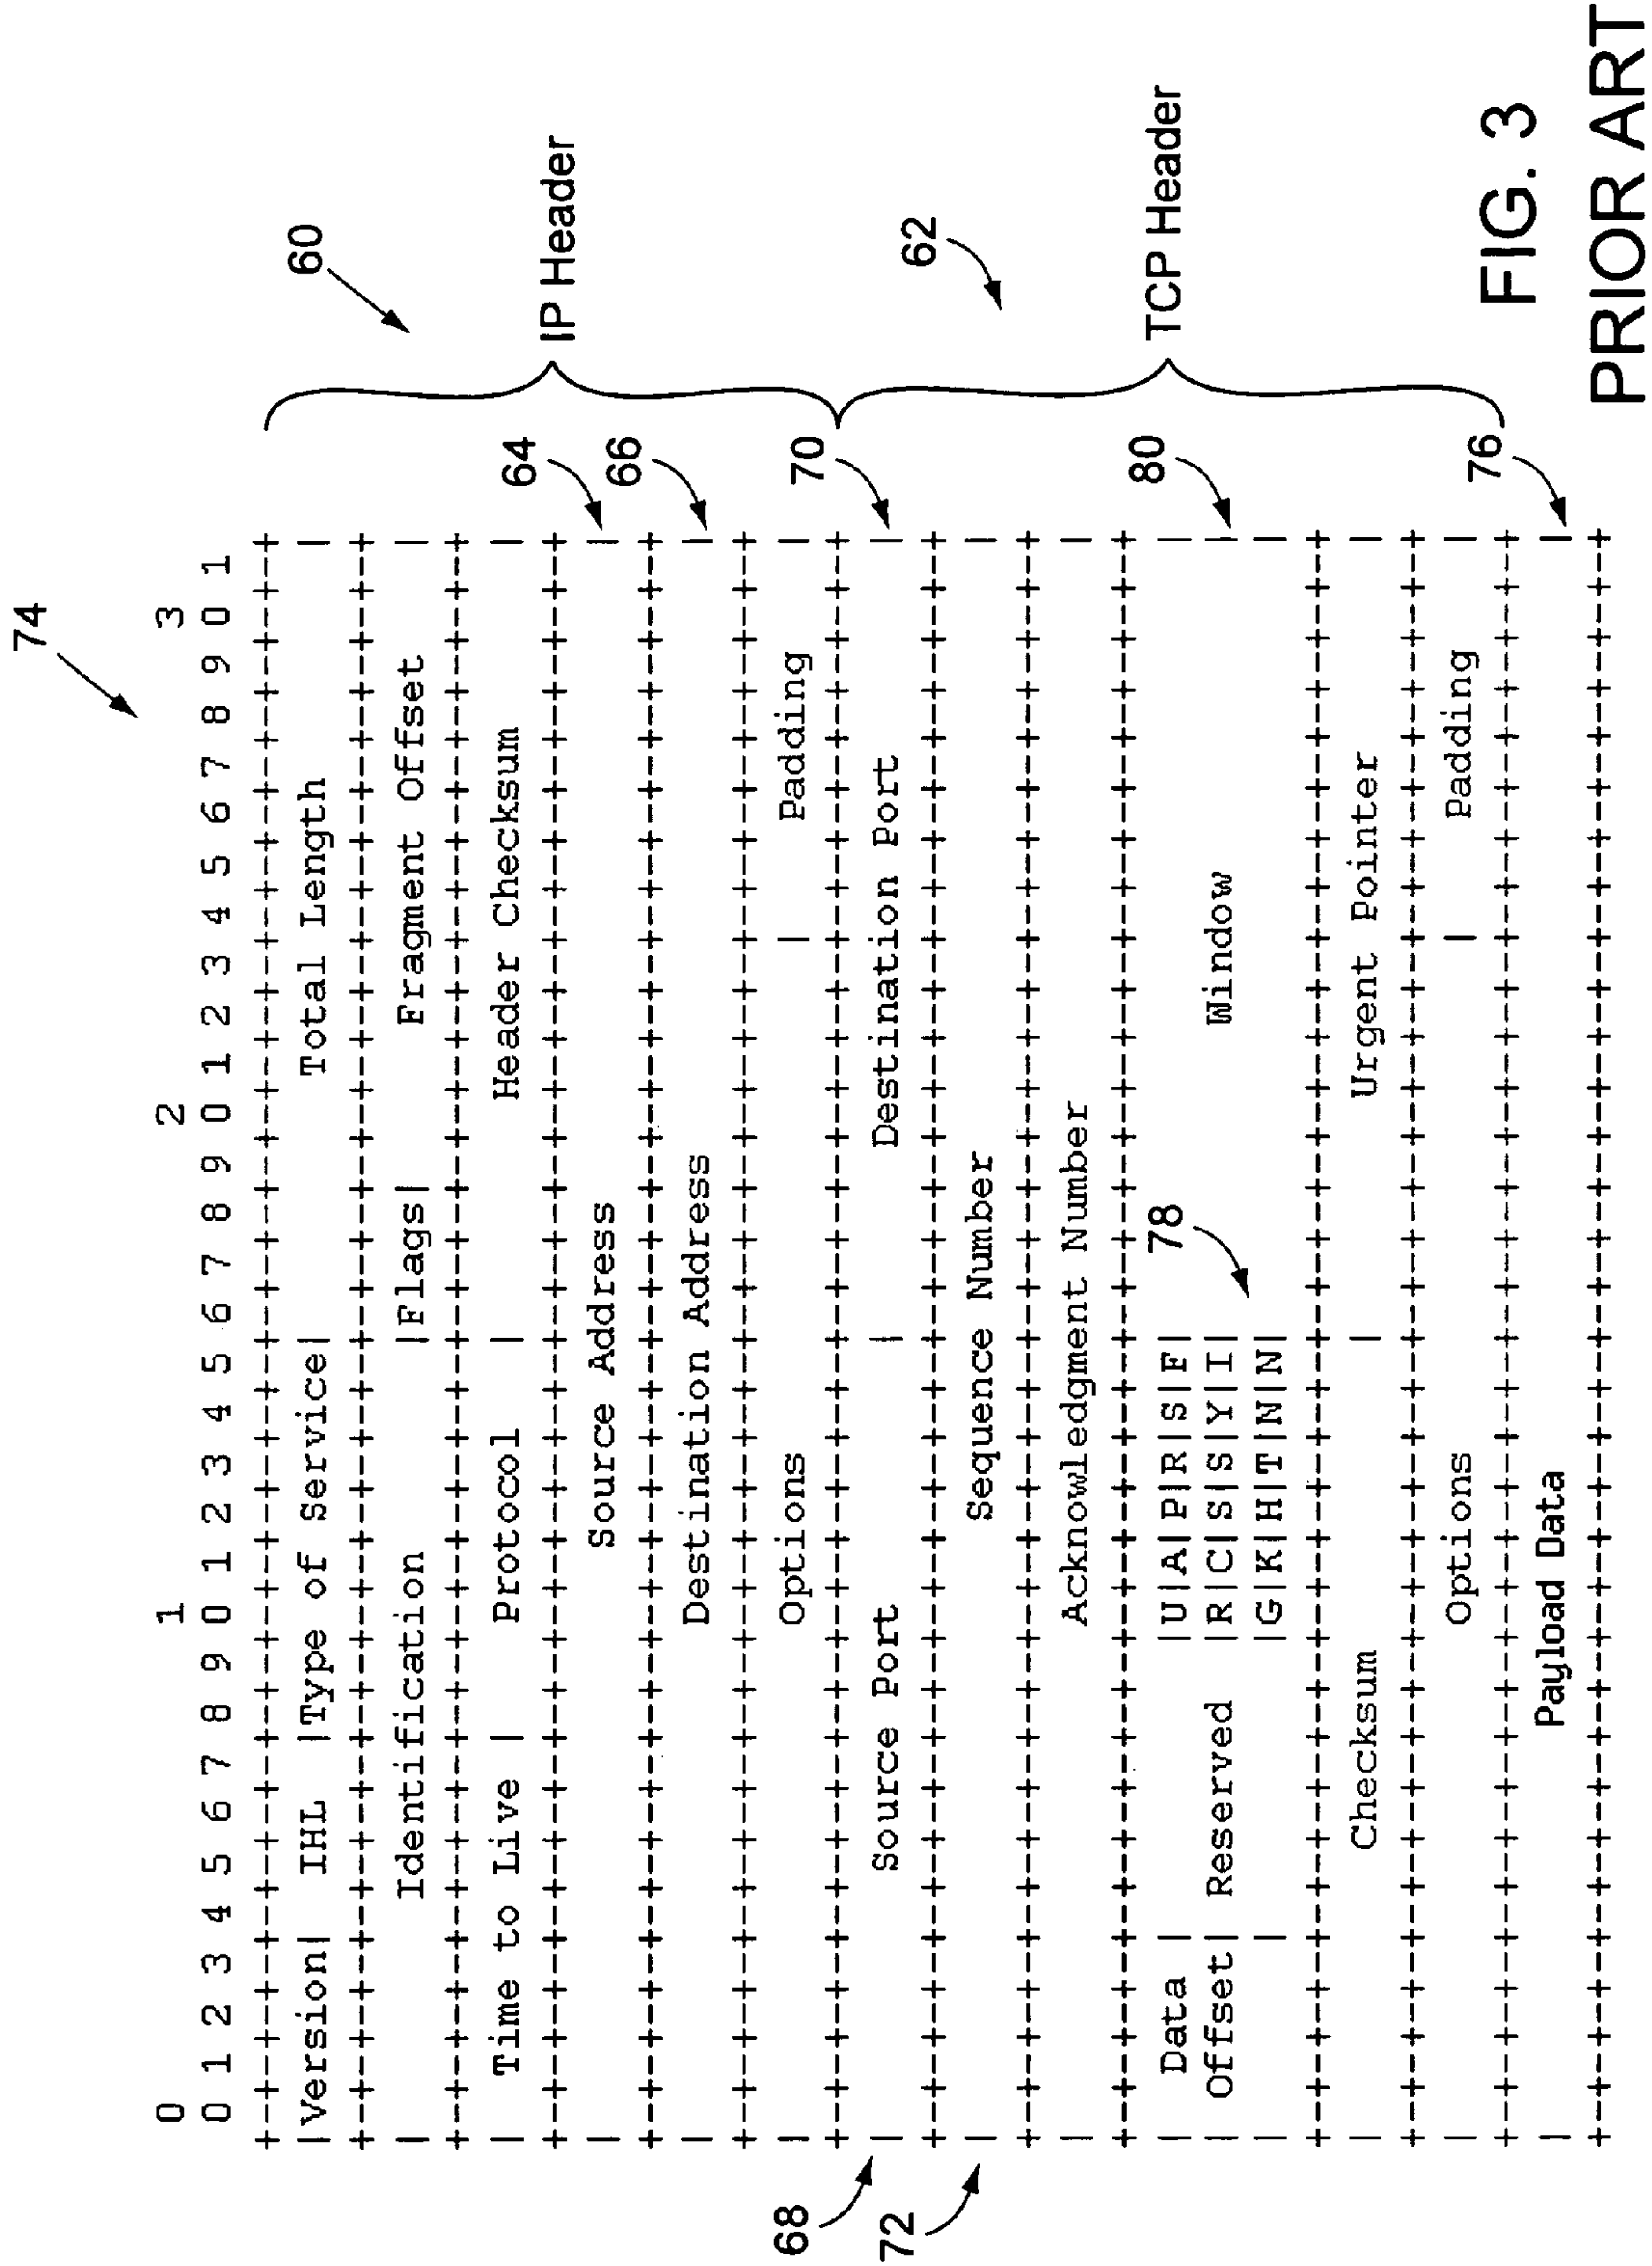 74
0 1 2 3
0 1 2 3 4 5 6 7 8 9 0 1 2 3 4 5 6 7 8 9 0 1 2 3 4 5 6 7 8 9 0 1
+-+-+-+-+-+-+-+-+-+-+-+-+-+-+-+-+-+-+-+-+-+-+-+-+-+-+-+-+-+-+-+-+
|Version| IHL |Type of Service| Total Length |
+-+-+-+-+-+-+-+-+-+-+-+-+-+-+-+-+-+-+-+-+-+-+-+-+-+-+-+-+-+-+-+-+
| Identification |Flags| Fragment Offset |
+-+-+-+-+-+-+-+-+-+-+-+-+-+-+-+-+-+-+-+-+-+-+-+-+-+-+-+-+-+-+-+-+
| Time to Live | Protocol | Header Checksum |
+-+-+-+-+-+-+-+-+-+-+-+-+-+-+-+-+-+-+-+-+-+-+-+-+-+-+-+-+-+-+-+-+
| Source Address | 64
+-+-+-+-+-+-+-+-+-+-+-+-+-+-+-+-+-+-+-+-+-+-+-+-+-+-+-+-+-+-+-+-+
| Destination Address | 66
+-+-+-+-+-+-+-+-+-+-+-+-+-+-+-+-+-+-+-+-+-+-+-+-+-+-+-+-+-+-+-+-+
| Options | Padding |
+-+-+-+-+-+-+-+-+-+-+-+-+-+-+-+-+-+-+-+-+-+-+-+-+-+-+-+-+-+-+-+-+
60
IP Header
68 | Source Port | Destination Port | 70
+-+-+-+-+-+-+-+-+-+-+-+-+-+-+-+-+-+-+-+-+-+-+-+-+-+-+-+-+-+-+-+-+
72 | Sequence Number |
+-+-+-+-+-+-+-+-+-+-+-+-+-+-+-+-+-+-+-+-+-+-+-+-+-+-+-+-+-+-+-+-+
| Acknowledgment Number |
+-+-+-+-+-+-+-+-+-+-+-+-+-+-+-+-+-+-+-+-+-+-+-+-+-+-+-+-+-+-+-+-+
| Data | |U|A|P|R|S|F| 78 |
| Offset| Reserved |R|C|S|S|Y|I| Window | 80
| | |G|K|H|T|N|N| |
+-+-+-+-+-+-+-+-+-+-+-+-+-+-+-+-+-+-+-+-+-+-+-+-+-+-+-+-+-+-+-+-+
| Checksum | Urgent Pointer |
+-+-+-+-+-+-+-+-+-+-+-+-+-+-+-+-+-+-+-+-+-+-+-+-+-+-+-+-+-+-+-+-+
| Options | Padding |
+-+-+-+-+-+-+-+-+-+-+-+-+-+-+-+-+-+-+-+-+-+-+-+-+-+-+-+-+-+-+-+-+
| Payload Data | 76
+-+-+-+-+-+-+-+-+-+-+-+-+-+-+-+-+-+-+-+-+-+-+-+-+-+-+-+-+-+-+-+-+
62
TCP Header
FIG. 3
PRIOR ART